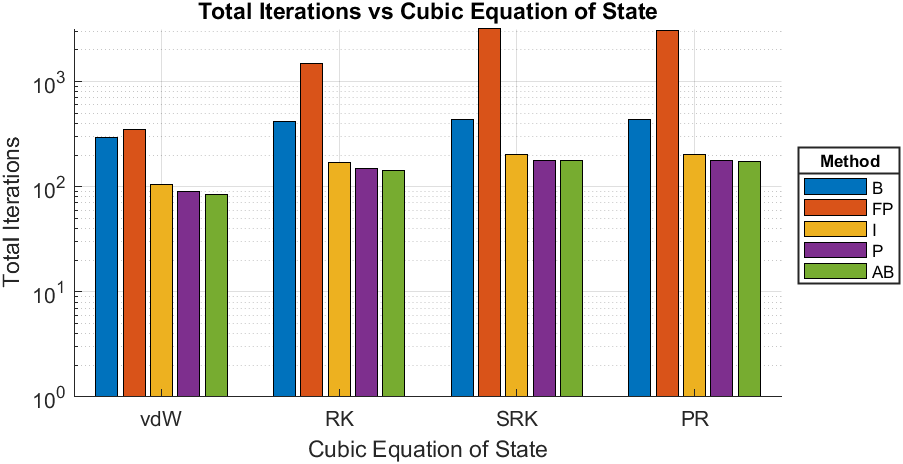 Total Iterations vs Cubic Equation of State
Total Iterations
10^3
10^2
10^1
10^0
vdW
RK
SRK
PR
Cubic Equation of State
Method
B
FP
I
P
AB